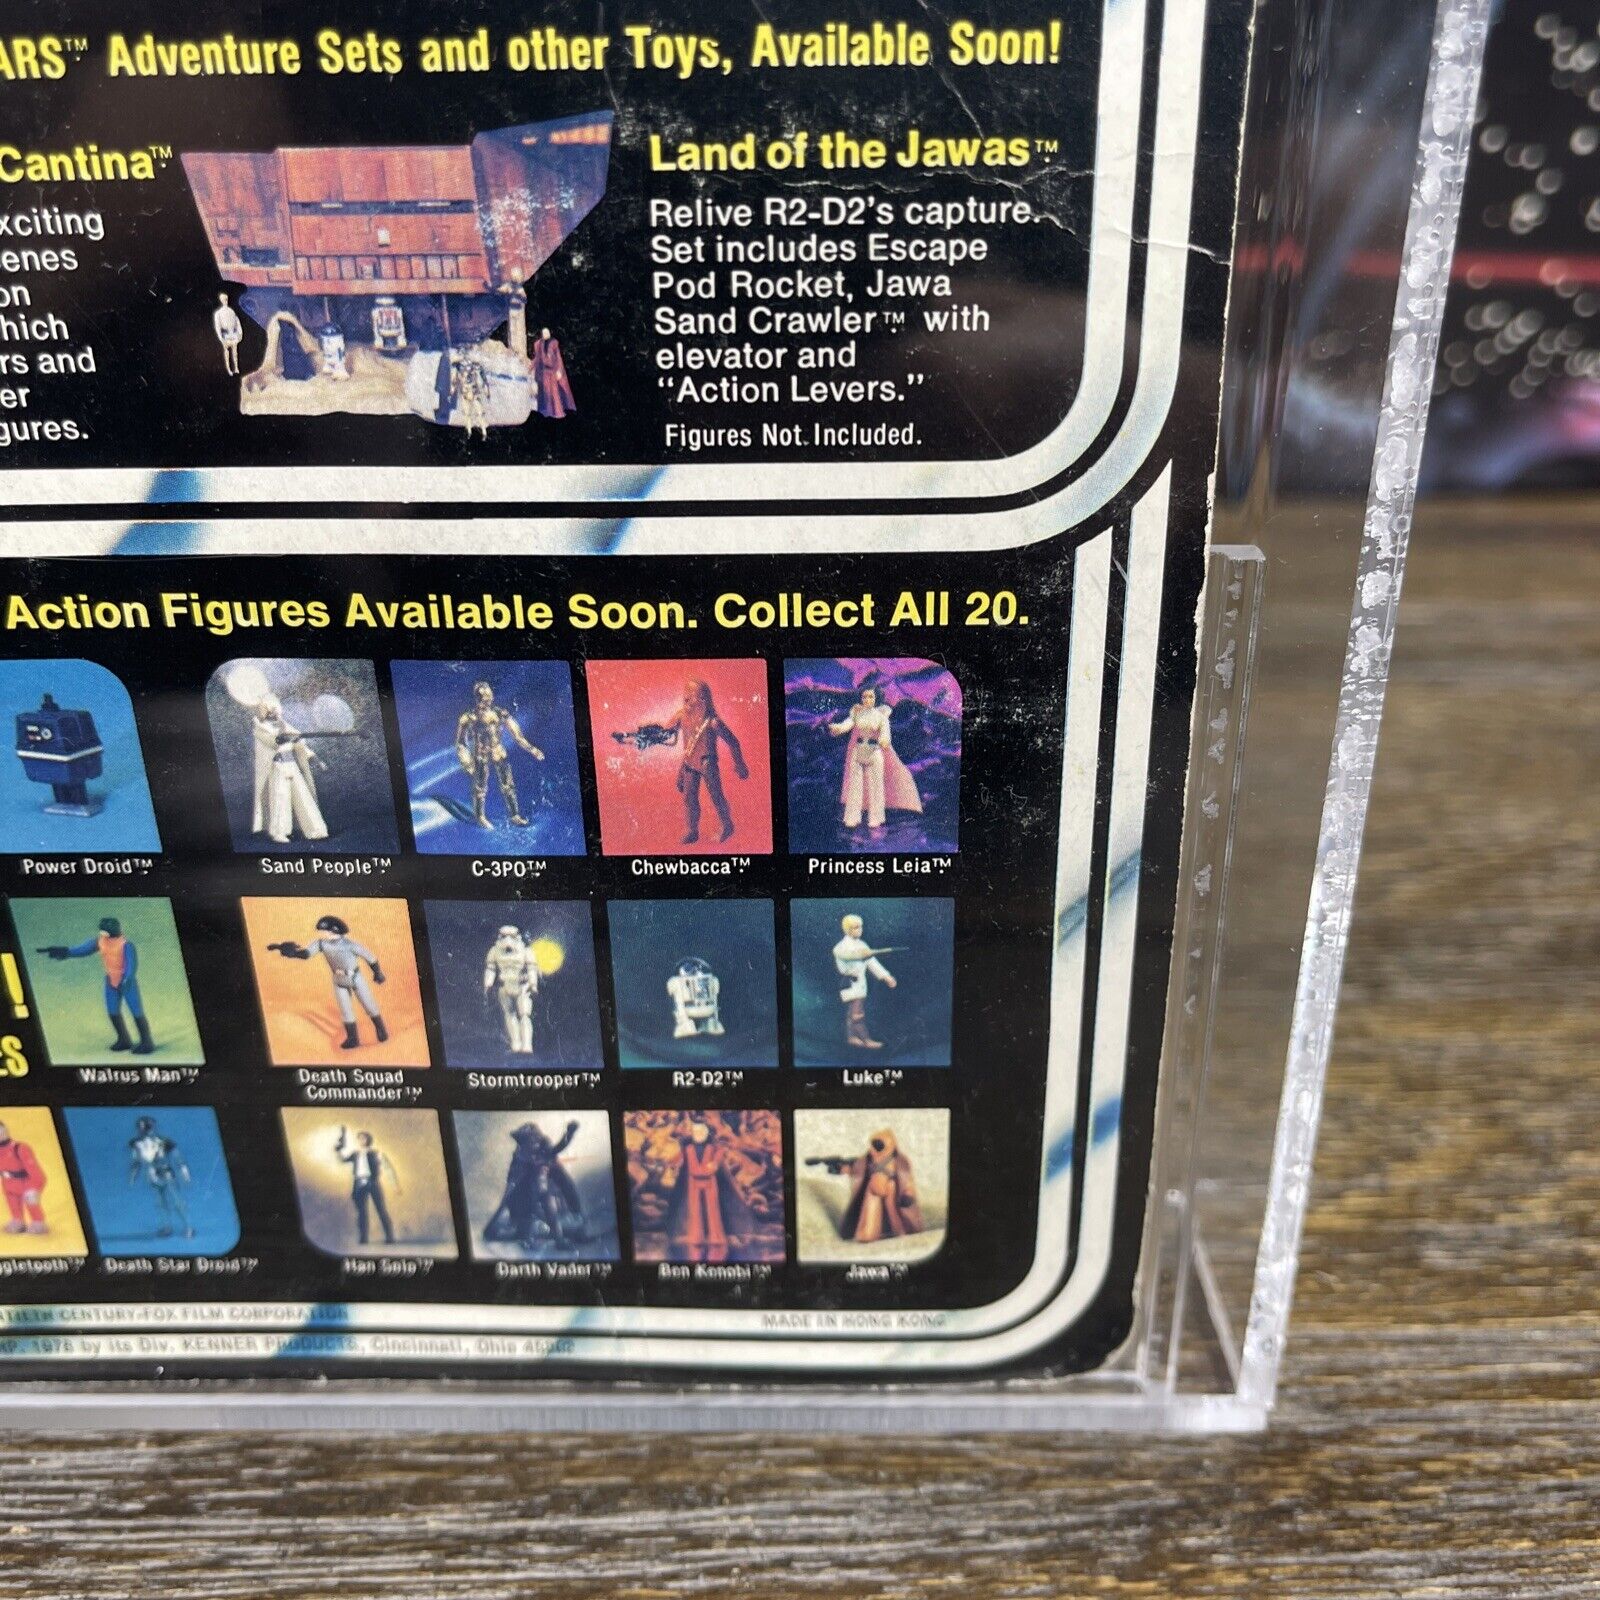 ARS™ Adventure Sets and other Toys, Available Soon!
Cantina™
xciting
enes
on
hich
rs and
er
gures.
Land of the Jawas™
Relive R2-D2's capture.
Set includes Escape
Pod Rocket, Jawa
Sand Crawler™ with
elevator and
"Action Levers."
Figures Not Included.
Action Figures Available Soon. Collect All 20.
Power Droid™
Sand People™
C-3PO™
Chewbacca™
Princess Leia™
!
ES
Walrus Man™
Death Squad
Commander™
Stormtrooper™
R2-D2™
Luke™
ggletooth™
Death Star Droid™
Han Solo™
Darth Vader™
Ben Kenobi™
Jawa™
TIETH CENTURY-FOX FILM CORPORATION
MADE IN HONG KONG
RP. 1978 by its Div. KENNER PRODUCTS, Cincinnati, Ohio